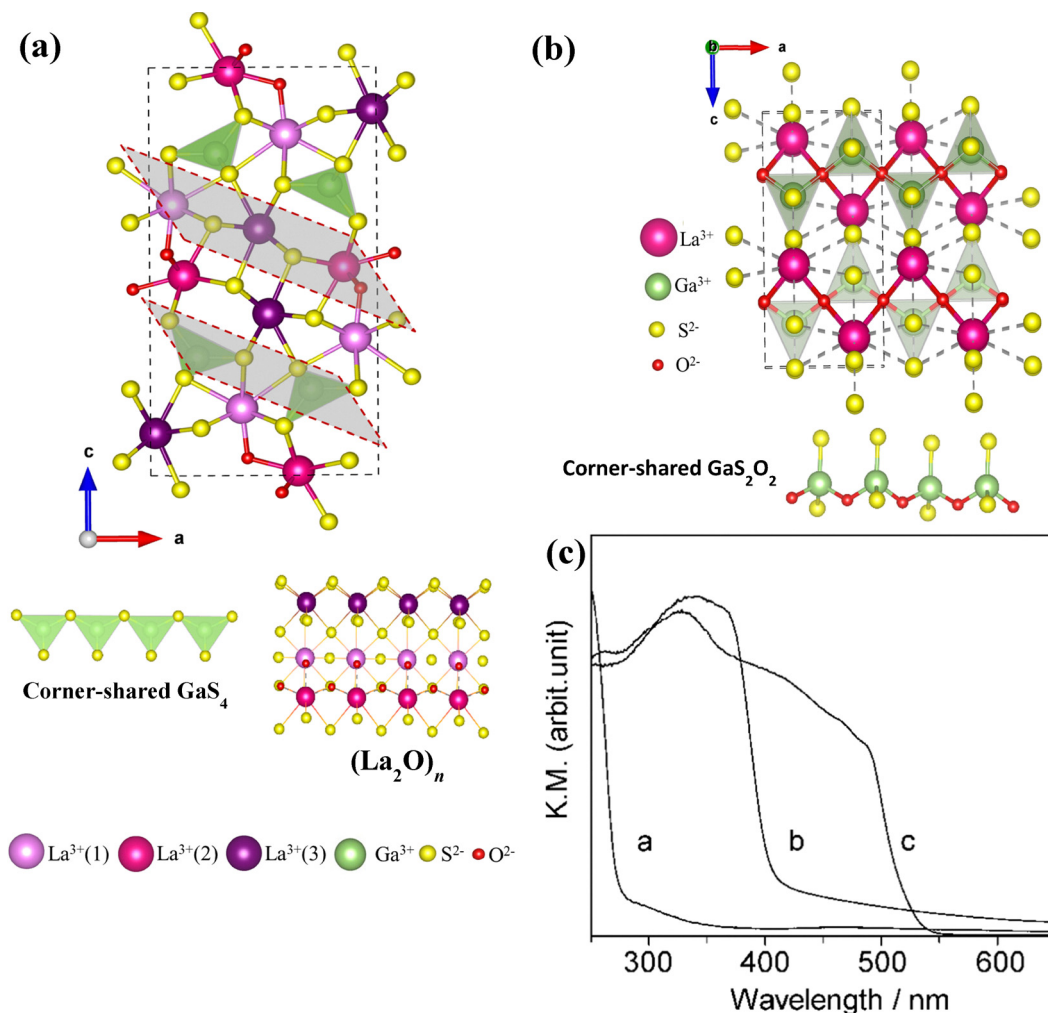 (a)
c
a
Corner-shared GaS₄
(La₂O)ₙ
La³⁺(1) La³⁺(2) La³⁺(3) Ga³⁺ S²⁻ O²⁻
(b)
b a
c
La³⁺
Ga³⁺
S²⁻
O²⁻
Corner-shared GaS₂O₂
(c)
K.M. (arbit.unit)
a b c
300 400 500 600
Wavelength / nm